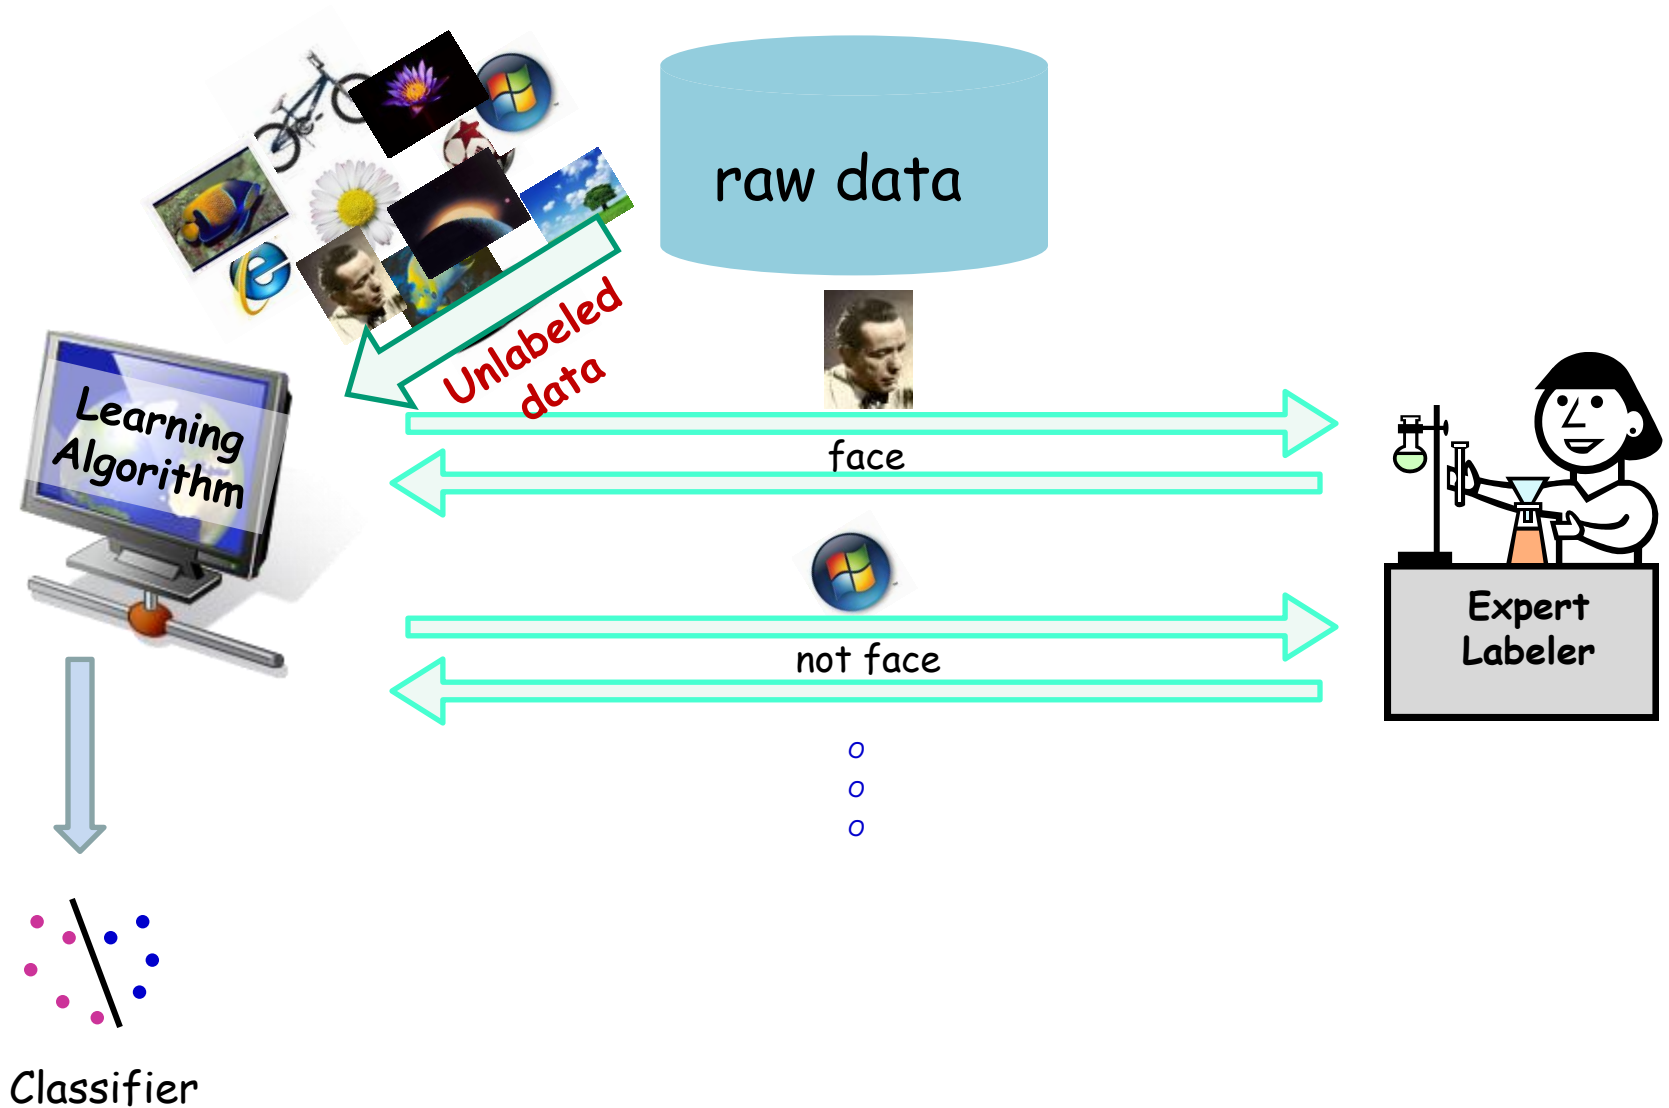 raw data
Unlabeled
data
Learning
Algorithm
face
not face
Expert
Labeler
o
o
o
Classifier